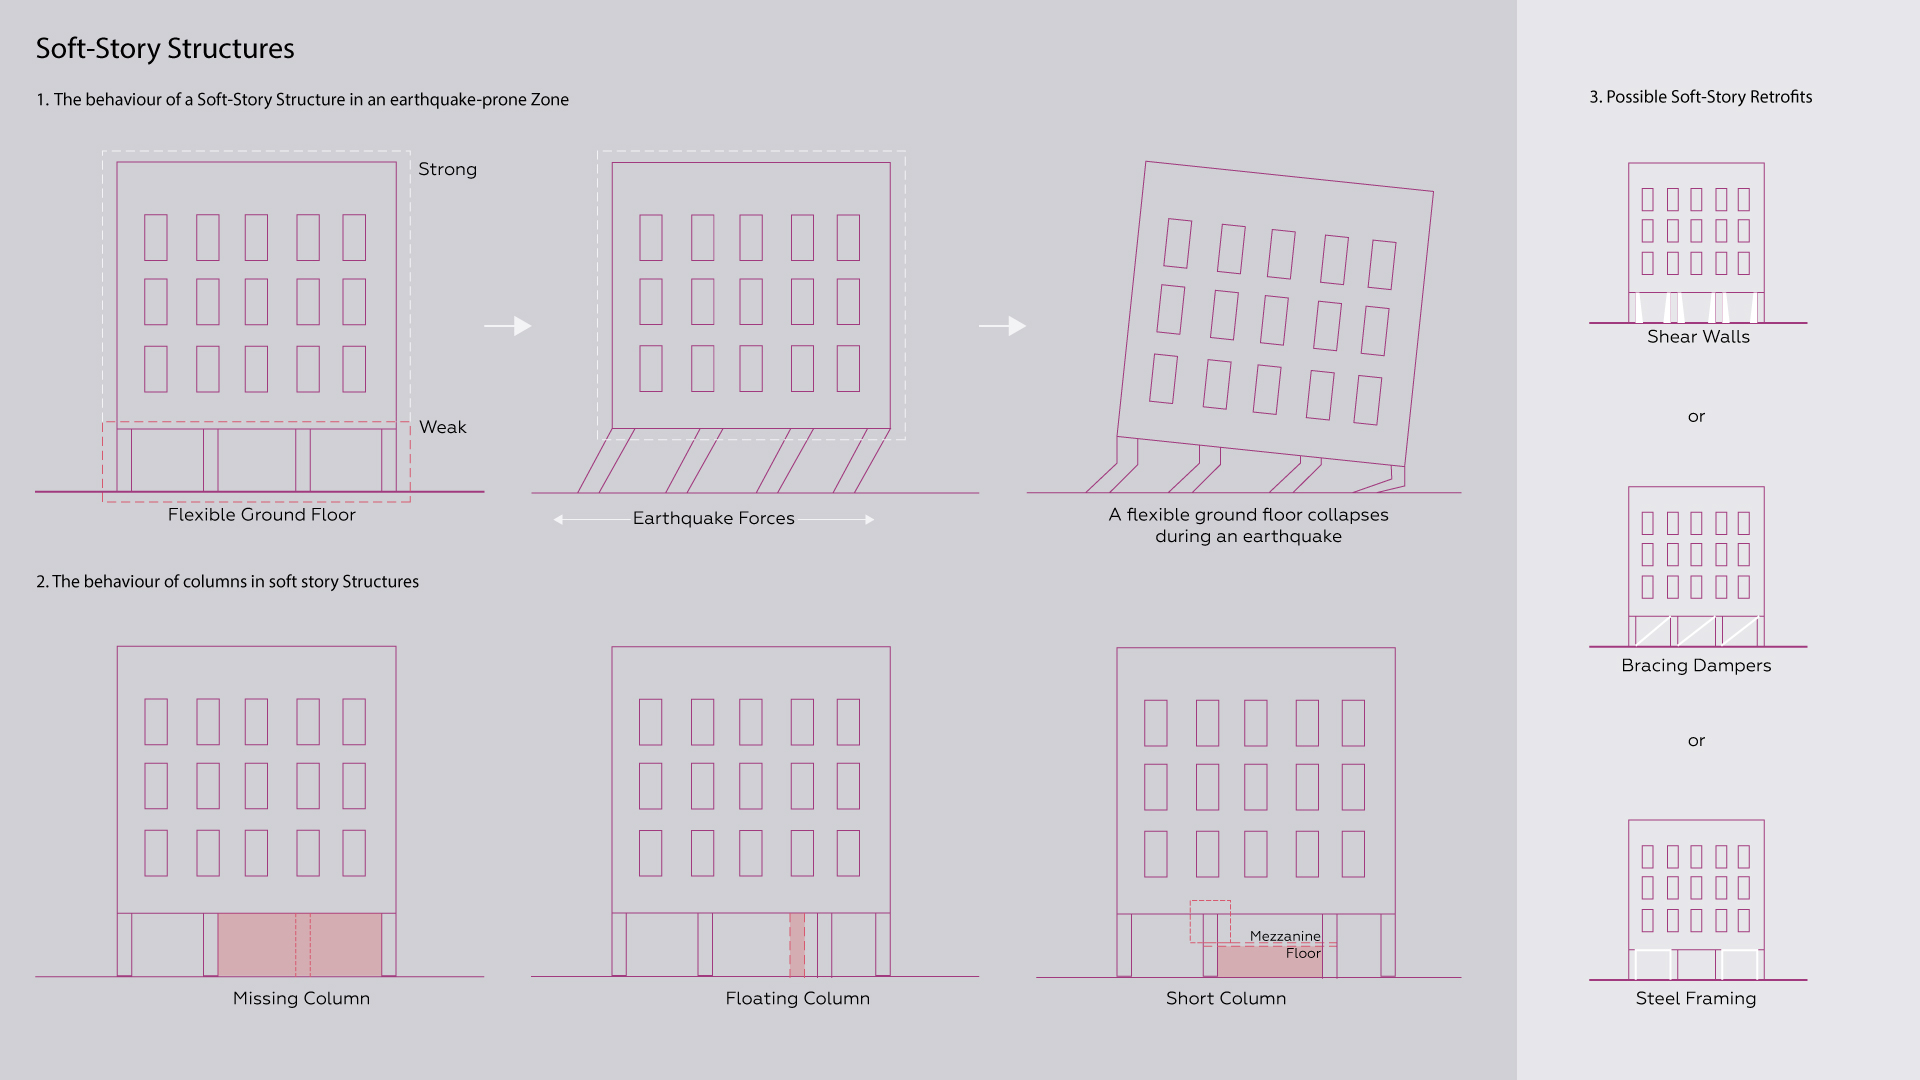 Soft-Story Structures
1. The behaviour of a Soft-Story Structure in an earthquake-prone Zone
Strong
Weak
Flexible Ground Floor
Earthquake Forces
A flexible ground floor collapses
during an earthquake
2. The behaviour of columns in soft story Structures
Missing Column
Floating Column
Mezzanine
Floor
Short Column
3. Possible Soft-Story Retrofits
Shear Walls
or
Bracing Dampers
or
Steel Framing